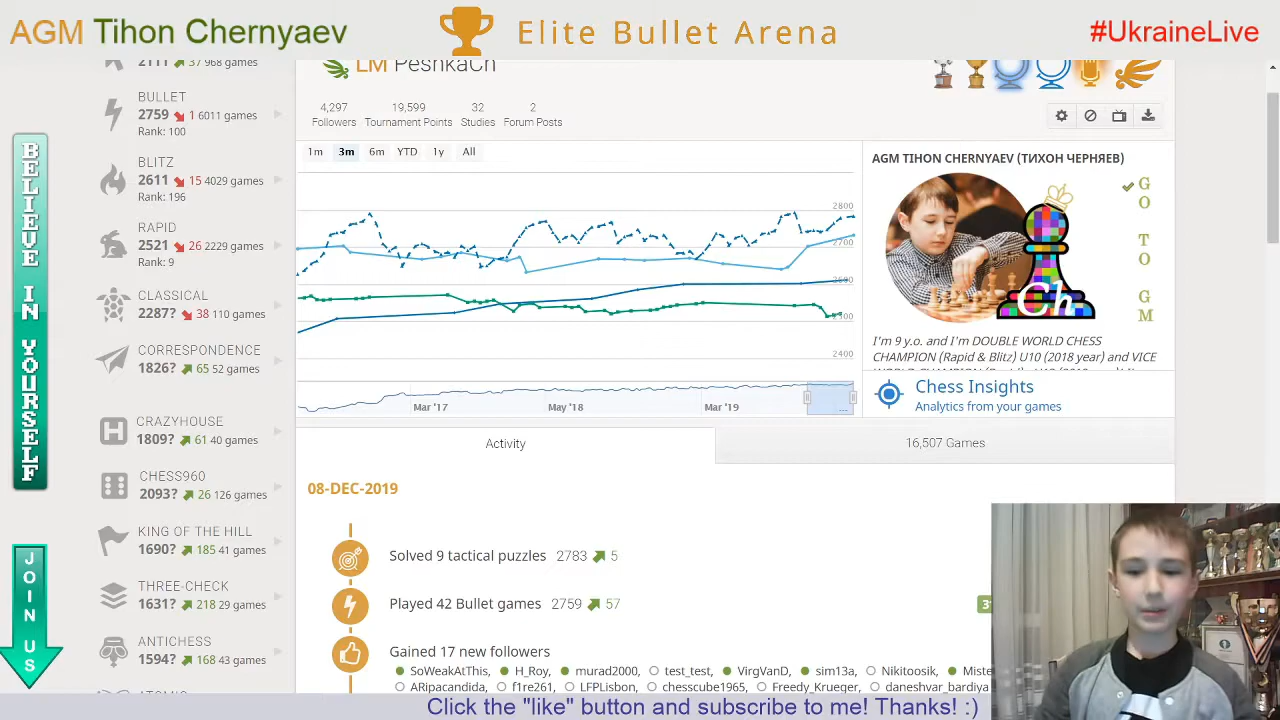 AGM Tihon Chernyaev
Elite Bullet Arena
#UkraineLive
2111 37 968 games
BULLET
2759 1 6011 games
Rank: 100
BLITZ
2611 15 4029 games
Rank: 196
RAPID
2521 26 2229 games
Rank: 9
CLASSICAL
2287? 38 110 games
CORRESPONDENCE
1826? 65 52 games
CRAZYHOUSE
1809? 61 40 games
CHESS960
2093? 26 126 games
KING OF THE HILL
1690? 185 41 games
THREE-CHECK
1631? 218 29 games
ANTICHESS
1594? 168 43 games
BELIEVE IN YOURSELF
JOIN US
LM PeshkaCh
4,297 19,599 32 2
Followers Tournament Points Studies Forum Posts
1m 3m 6m YTD 1y All
2800
2700
2400
Mar '17 May '18 Mar '19 ...
AGM TIHON CHERNYAEV (ТИХОН ЧЕРНЯЕВ)
GO TO GM
Ch
I'm 9 y.o. and I'm DOUBLE WORLD CHESS
CHAMPION (Rapid & Blitz) U10 (2018 year) and VICE
Chess Insights
Analytics from your games
Activity 16,507 Games
08-DEC-2019
Solved 9 tactical puzzles 2783 5
Played 42 Bullet games 2759 57
Gained 17 new followers
SoWeakAtThis, H_Roy, murad2000, test_test, VirgVanD, sim13a, Nikitoosik, Miste
ARipacandida, f1re261, LFPLisbon, chesscube1965, Freedy_Krueger, daneshvar_bardiya
Click the "like" button and subscribe to me! Thanks! :)